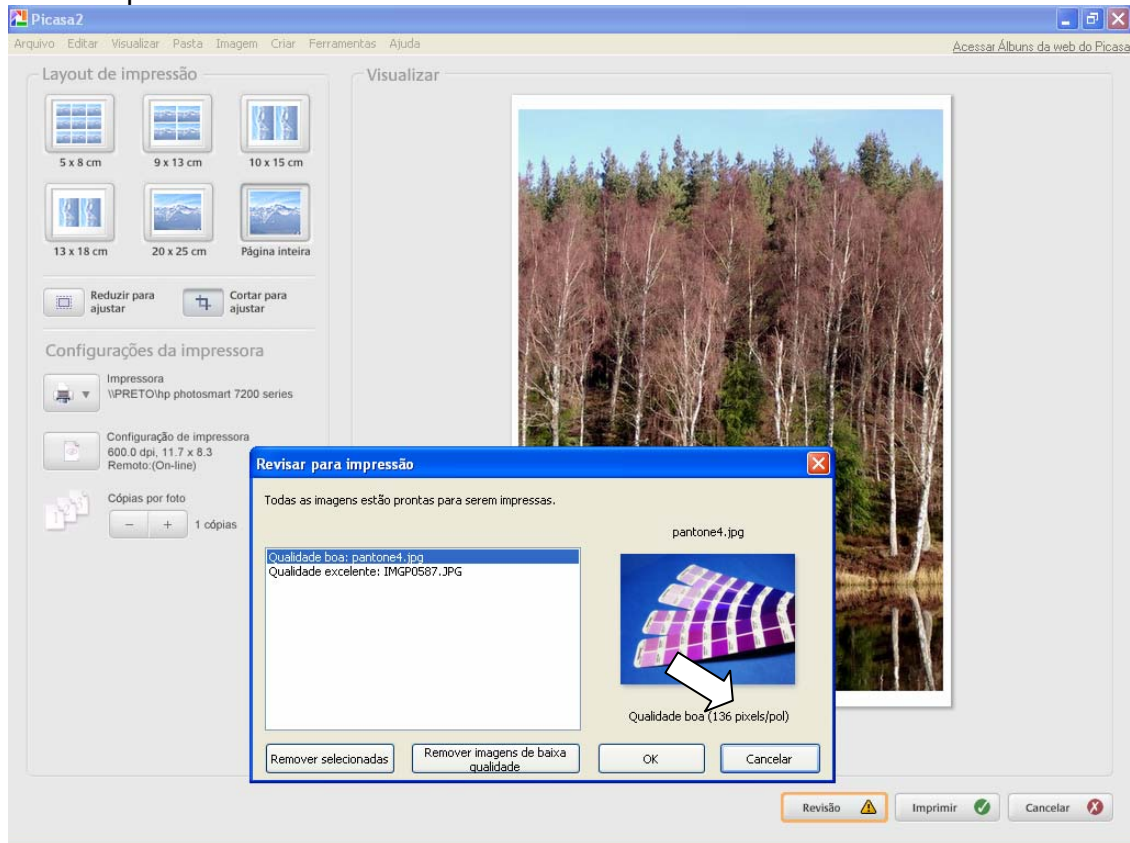 Picasa2
Arquivo Editar Visualizar Pasta Imagem Criar Ferramentas Ajuda
Acessar Álbuns da web do Picasa
Layout de impressão
Visualizar
5 x 8 cm
9 x 13 cm
10 x 15 cm
13 x 18 cm
20 x 25 cm
Página inteira
Reduzir para
ajustar
Cortar para
ajustar
Configurações da impressora
Impressora
\\PRETO\hp photosmart 7200 series
Configuração de impressora
600.0 dpi, 11.7 x 8.3
Remoto:(On-line)
Cópias por foto
- + 1 cópias
Revisar para impressão
Todas as imagens estão prontas para serem impressas.
pantone4.jpg
Qualidade boa: pantone4.jpg
Qualidade excelente: IMGP0587.JPG
Qualidade boa (136 pixels/pol)
Remover selecionadas
Remover imagens de baixa
qualidade
OK
Cancelar
Revisão
Imprimir
Cancelar